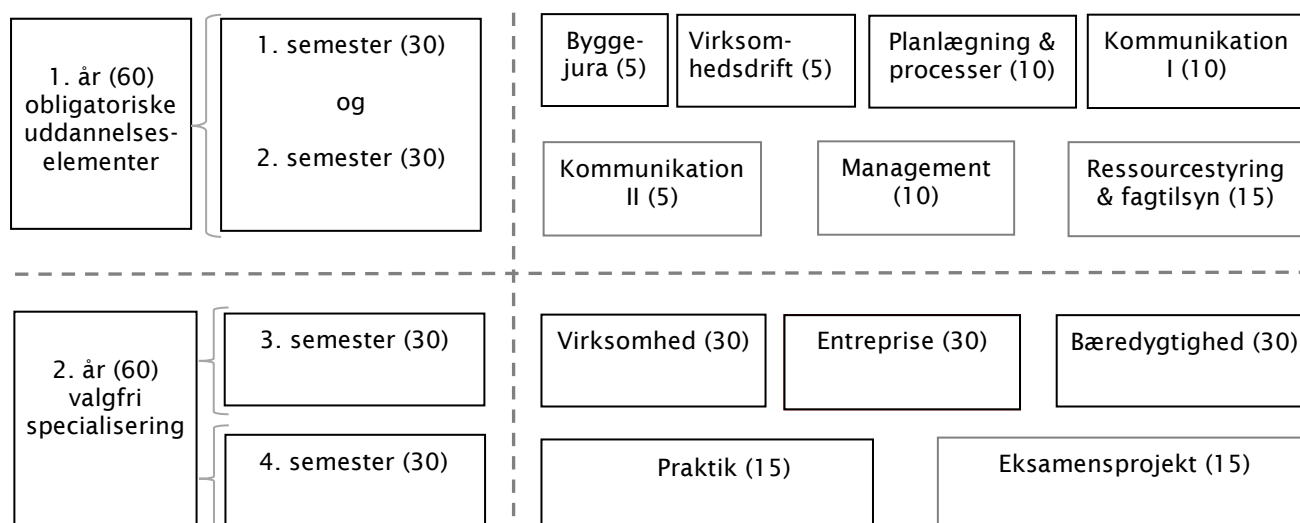 1. år (60)
obligatoriske
uddannelses-
elementer
1. semester (30)
og
2. semester (30)
Bygge-
jura (5)
Virksom-
hedsdrift (5)
Planlægning &
processer (10)
Kommunikation
I (10)
Kommunikation
II (5)
Management
(10)
Ressourcestyring
& fagtilsyn (15)
2. år (60)
valgfri
specialisering
3. semester (30)
Virksomhed (30)
Entreprise (30)
Bæredygtighed (30)
4. semester (30)
Praktik (15)
Eksamensprojekt (15)